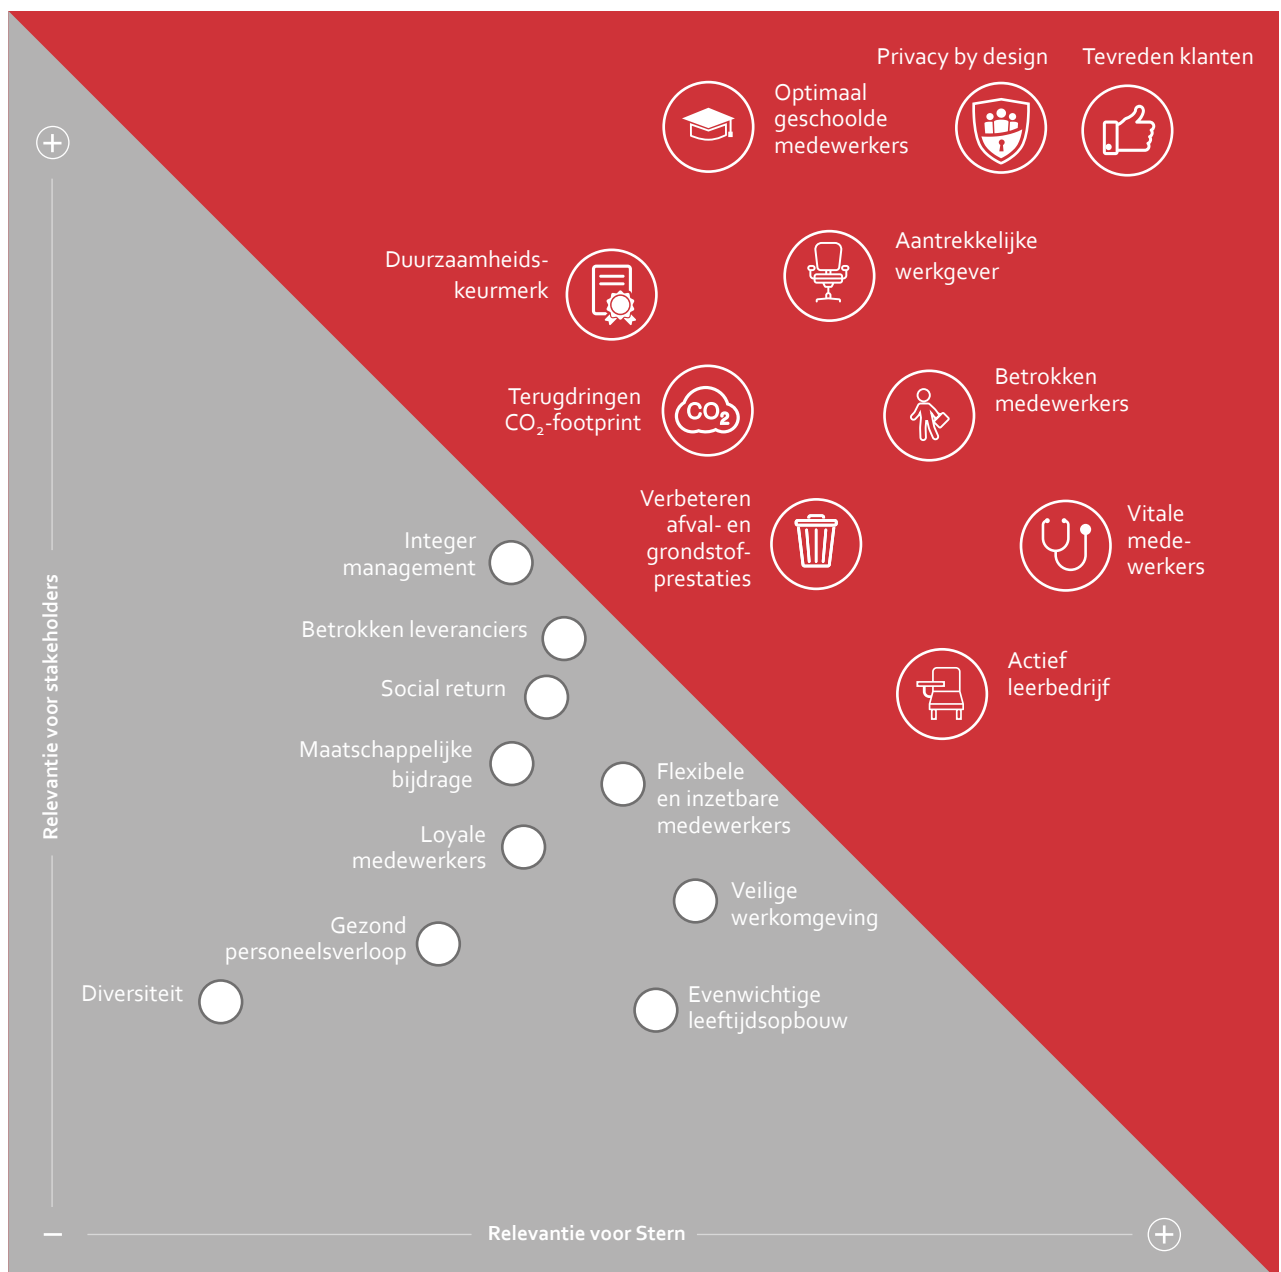 Privacy by design
Tevreden klanten
Optimaal
geschoolde
medewerkers
Aantrekkelijke
werkgever
Duurzaamheids-
keurmerk
Betrokken
medewerkers
Terugdringen
CO₂-footprint
CO₂
Verbeteren
afval- en
grondstof-
prestaties
Vitale
mede-
werkers
Integer
management
Betrokken leveranciers
Actief
leerbedrijf
Social return
Maatschappelijke
bijdrage
Flexibele
en inzetbare
medewerkers
Loyale
medewerkers
Veilige
werkomgeving
Gezond
personeelsverloop
Diversiteit
Evenwichtige
leeftijdsopbouw
Relevantie voor stakeholders
+
–
Relevantie voor Stern
+